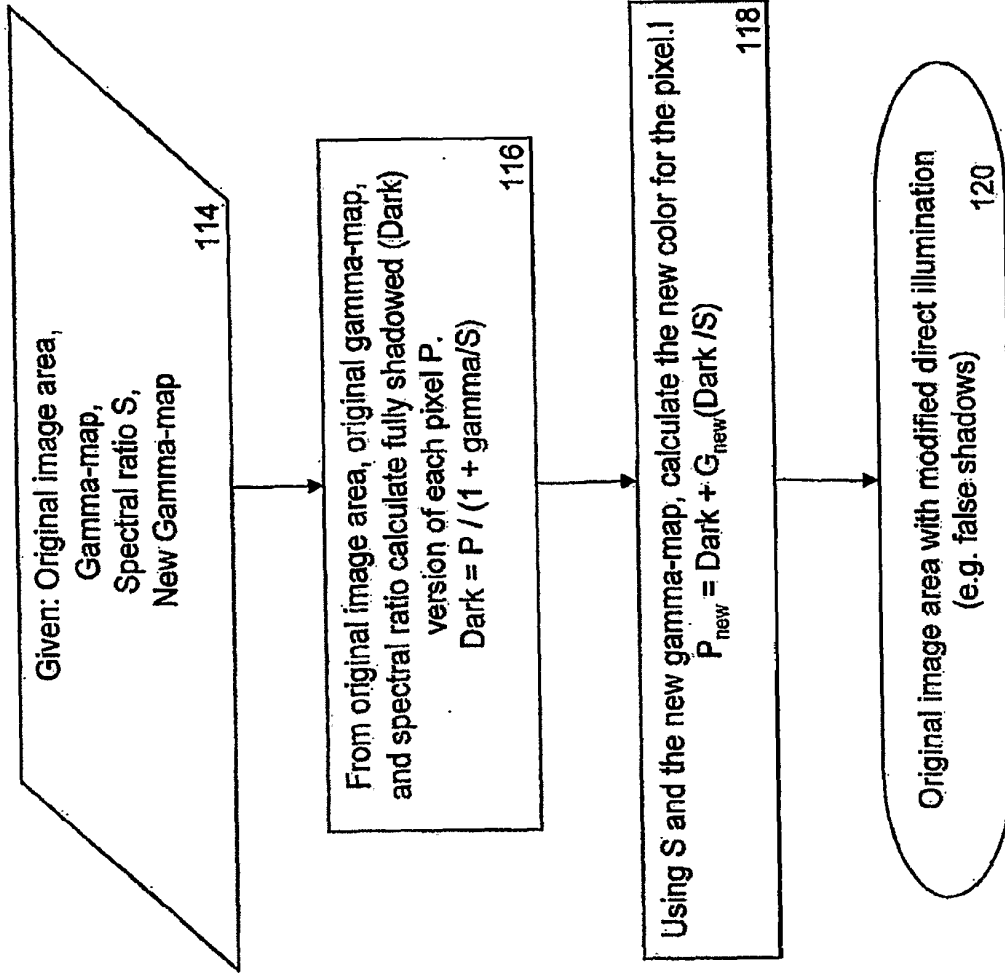 Given: Original image area,
Gamma-map,
Spectral ratio S,
New Gamma-map
114
From original image area, original gamma-map,
and spectral ratio calculate fully shadowed (Dark)
version of each pixel P.
Dark = P / (1 + gamma/S)
116
Using S and the new gamma-map, calculate the new color for the pixel.I
P_new = Dark + G_new(Dark /S)
118
Original image area with modified direct illumination
(e.g. false shadows)
120